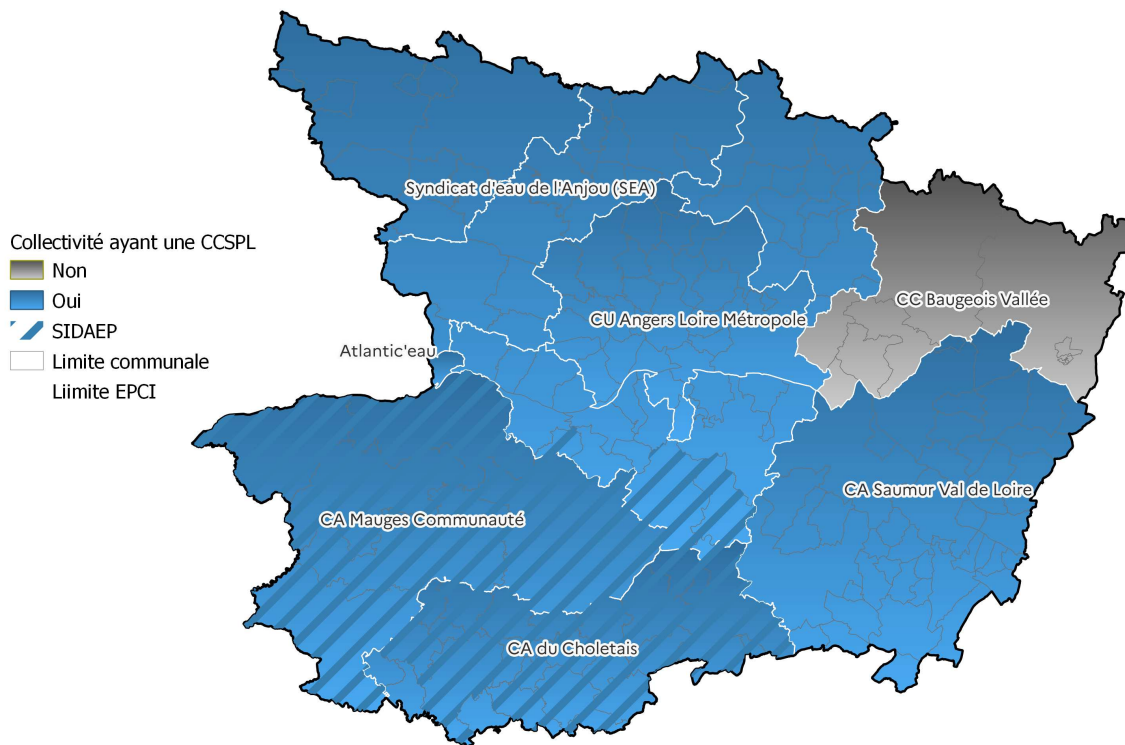 Collectivité ayant une CCSPL
Non
Oui
SIDAEP
Limite communale
Liimite EPCI
Syndicat d'eau de l'Anjou (SEA)
CC Baugeois Vallée
CU Angers Loire Métropole
Atlantic'eau
CA Saumur Val de Loire
CA Mauges Communauté
CA du Choletais